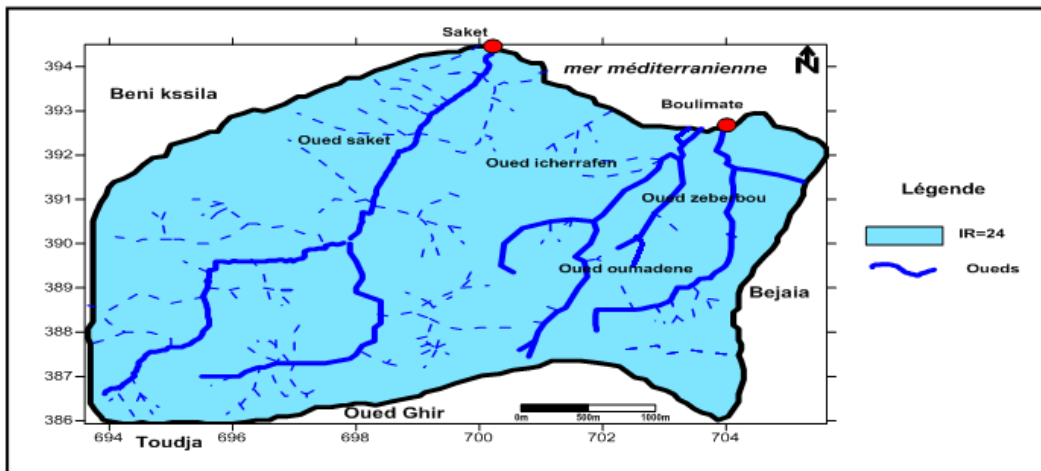 Saket
394
mer méditerranienne
N
Beni kssila
393
Boulimate
Oued saket
392
Oued icherrafen
Légende
391
Oued zeberbou
IR=24
390
Oued oumadene
Oueds
389
Bejaia
388
387
Oued Ghir
0m 500m 1000m
386
694 696 698 700 702 704
Toudja